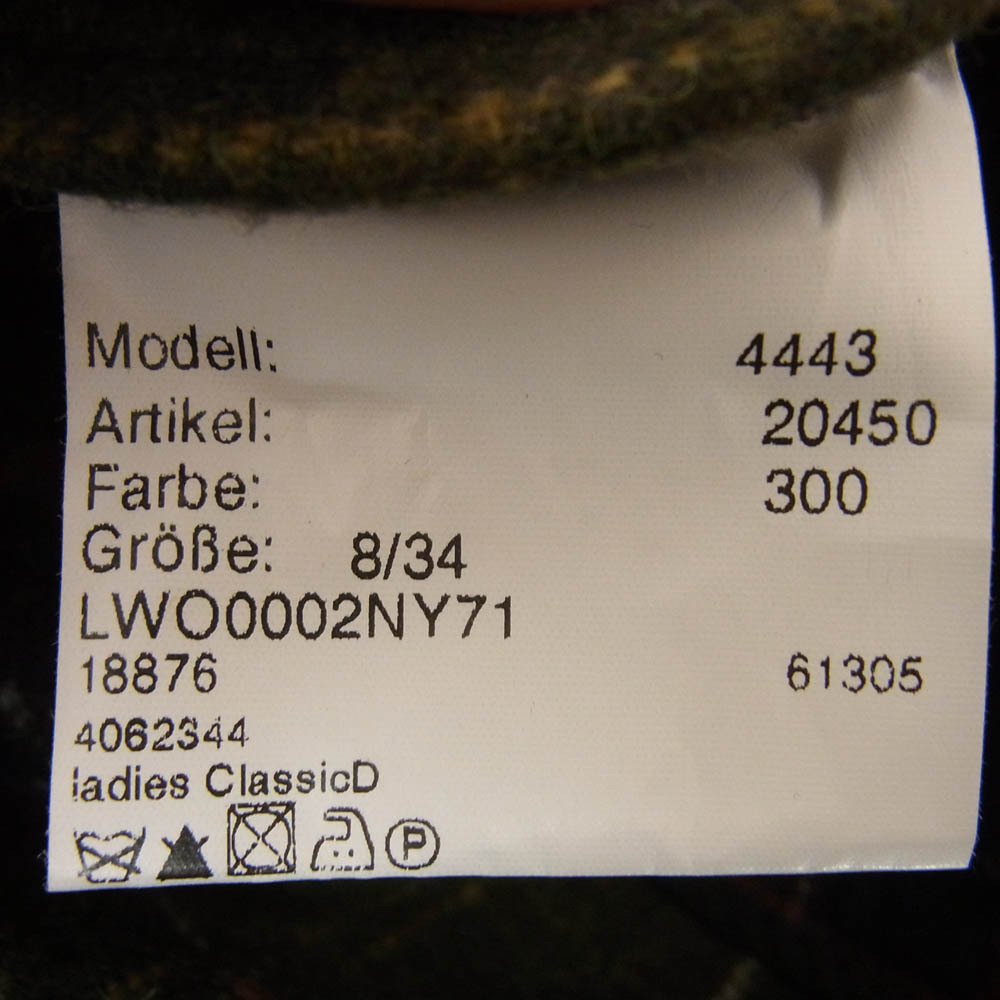 Modell: 4443
Artikel: 20450
Farbe: 300
Größe: 8/34
LWO0002NY71
18876 61305
4062344
ladies ClassicD
P